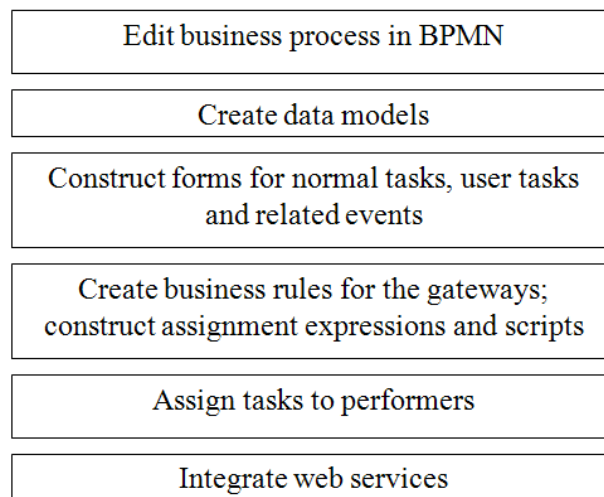 Edit business process in BPMN
Create data models
Construct forms for normal tasks, user tasks
and related events
Create business rules for the gateways;
construct assignment expressions and scripts
Assign tasks to performers
Integrate web services